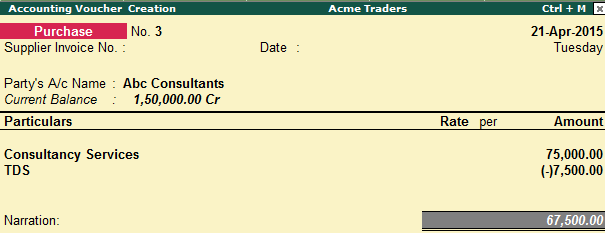 Accounting Voucher Creation Acme Traders Ctrl + M
Purchase No. 3 21-Apr-2015
Supplier Invoice No. : Date : Tuesday
Party's A/c Name : Abc Consultants
Current Balance : 1,50,000.00 Cr
Particulars Rate per Amount
Consultancy Services 75,000.00
TDS (-)7,500.00
Narration: 67,500.00